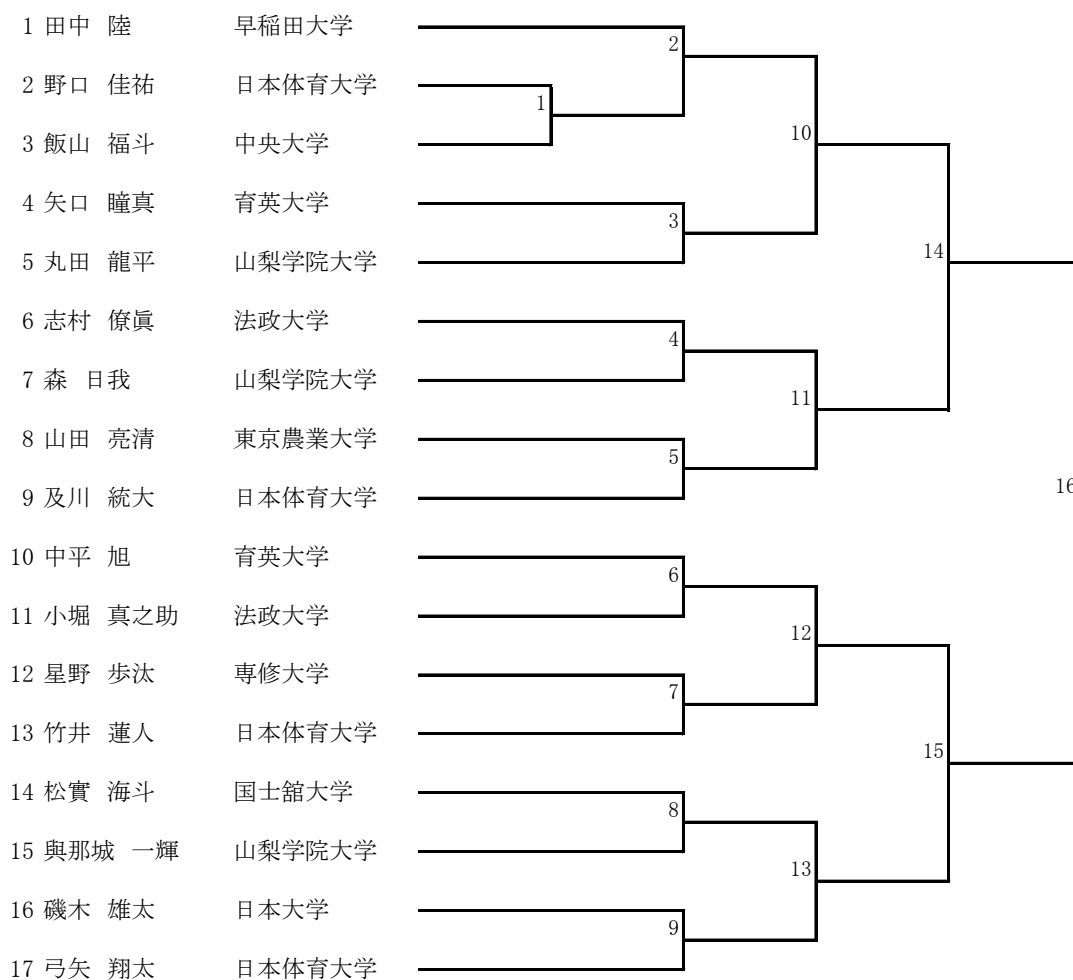 1 田中 陸 早稲田大学
2
2 野口 佳祐 日本体育大学
1
10
3 飯山 福斗 中央大学
4 矢口 瞳真 育英大学
3
14
5 丸田 龍平 山梨学院大学
6 志村 僚眞 法政大学
4
7 森 日我 山梨学院大学
11
8 山田 亮清 東京農業大学
5
9 及川 統大 日本体育大学
16
10 中平 旭 育英大学
6
11 小堀 真之助 法政大学
12
12 星野 歩汰 専修大学
7
13 竹井 蓮人 日本体育大学
15
14 松實 海斗 国士舘大学
8
15 與那城 一輝 山梨学院大学
13
16 磯木 雄太 日本大学
9
17 弓矢 翔太 日本体育大学